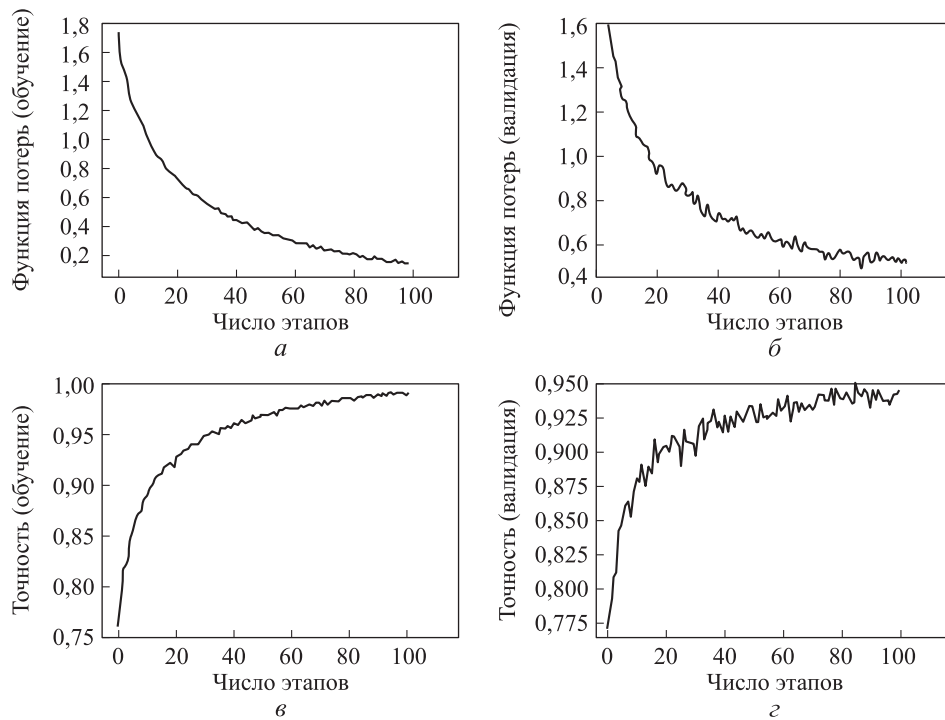 Функция потерь (обучение)
1,8
1,6
1,4
1,2
1,0
0,8
0,6
0,4
0,2
0 20 40 60 80 100
Число этапов
а
Функция потерь (валидация)
1,6
1,4
1,2
1,0
0,8
0,6
0,4
0 20 40 60 80 100
Число этапов
б
Точность (обучение)
1,00
0,95
0,90
0,85
0,80
0,75
0 20 40 60 80 100
Число этапов
в
Точность (валидация)
0,950
0,925
0,900
0,875
0,850
0,825
0,800
0,775
0 20 40 60 80 100
Число этапов
г